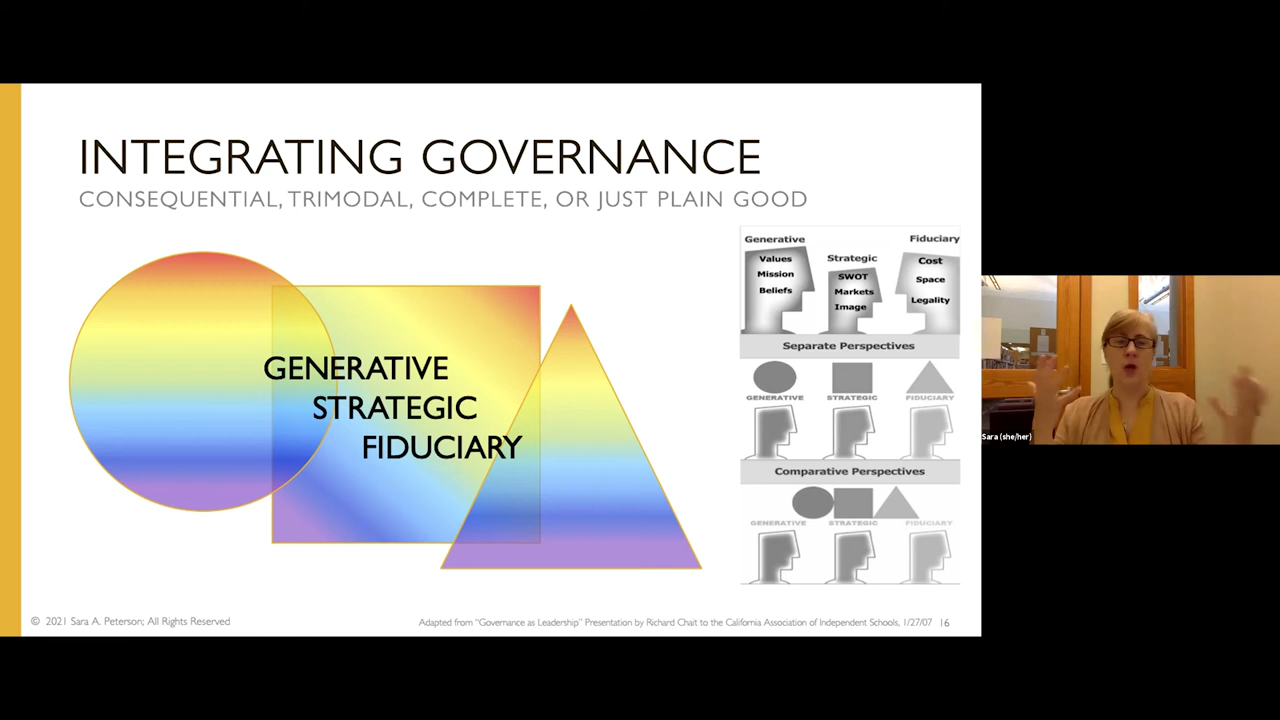 INTEGRATING GOVERNANCE
CONSEQUENTIAL, TRIMODAL, COMPLETE, OR JUST PLAIN GOOD
GENERATIVE
STRATEGIC
FIDUCIARY
Generative
Values
Mission
Beliefs
Strategic
SWOT
Markets
Image
Fiduciary
Cost
Space
Legality
Separate Perspectives
GENERATIVE STRATEGIC FIDUCIARY
Comparative Perspectives
GENERATIVE STRATEGIC FIDUCIARY
Sara (she/her)
© 2021 Sara A. Peterson; All Rights Reserved
Adapted from "Governance as Leadership" Presentation by Richard Chait to the California Association of Independent Schools, 1/27/07 | 16